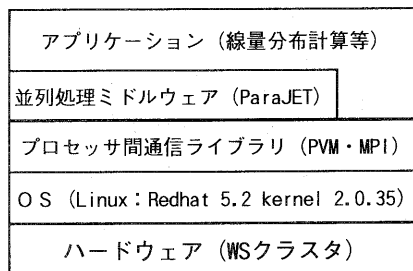 アプリケーション（線量分布計算等）
並列処理ミドルウェア（ParaJET）
プロセッサ間通信ライブラリ（PVM・MPI）
ＯＳ（Linux：Redhat 5.2 kernel 2.0.35）
ハードウェア（WSクラスタ）